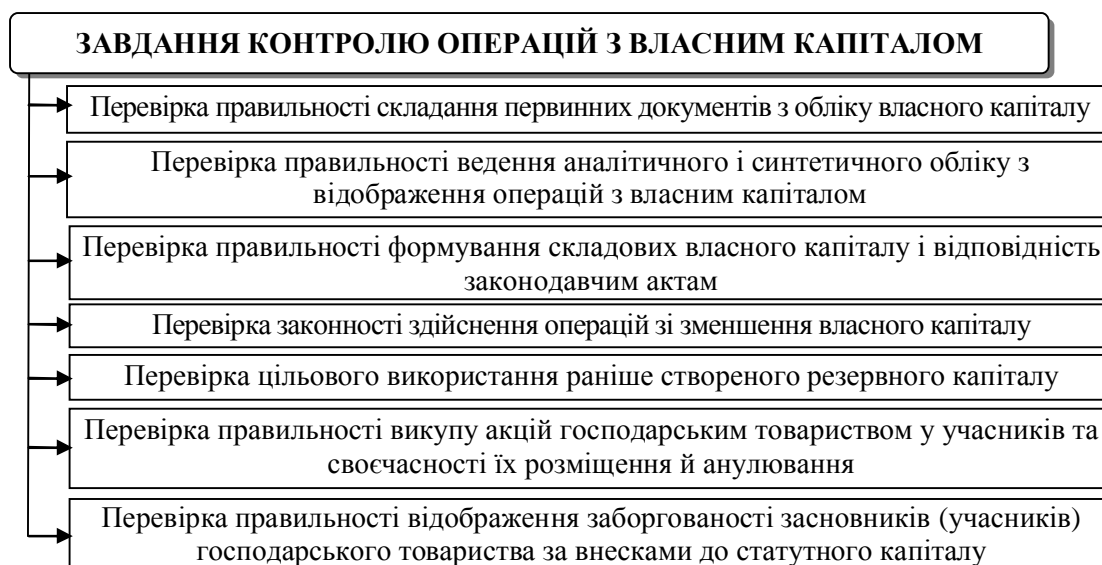 ЗАВДАННЯ КОНТРОЛЮ ОПЕРАЦІЙ З ВЛАСНИМ КАПІТАЛОМ
Перевірка правильності складання первинних документів з обліку власного капіталу
Перевірка правильності ведення аналітичного і синтетичного обліку з
відображення операцій з власним капіталом
Перевірка правильності формування складових власного капіталу і відповідність
законодавчим актам
Перевірка законності здійснення операцій зі зменшення власного капіталу
Перевірка цільового використання раніше створеного резервного капіталу
Перевірка правильності викупу акцій господарським товариством у учасників та
своєчасності їх розміщення й анулювання
Перевірка правильності відображення заборгованості засновників (учасників)
господарського товариства за внесками до статутного капіталу